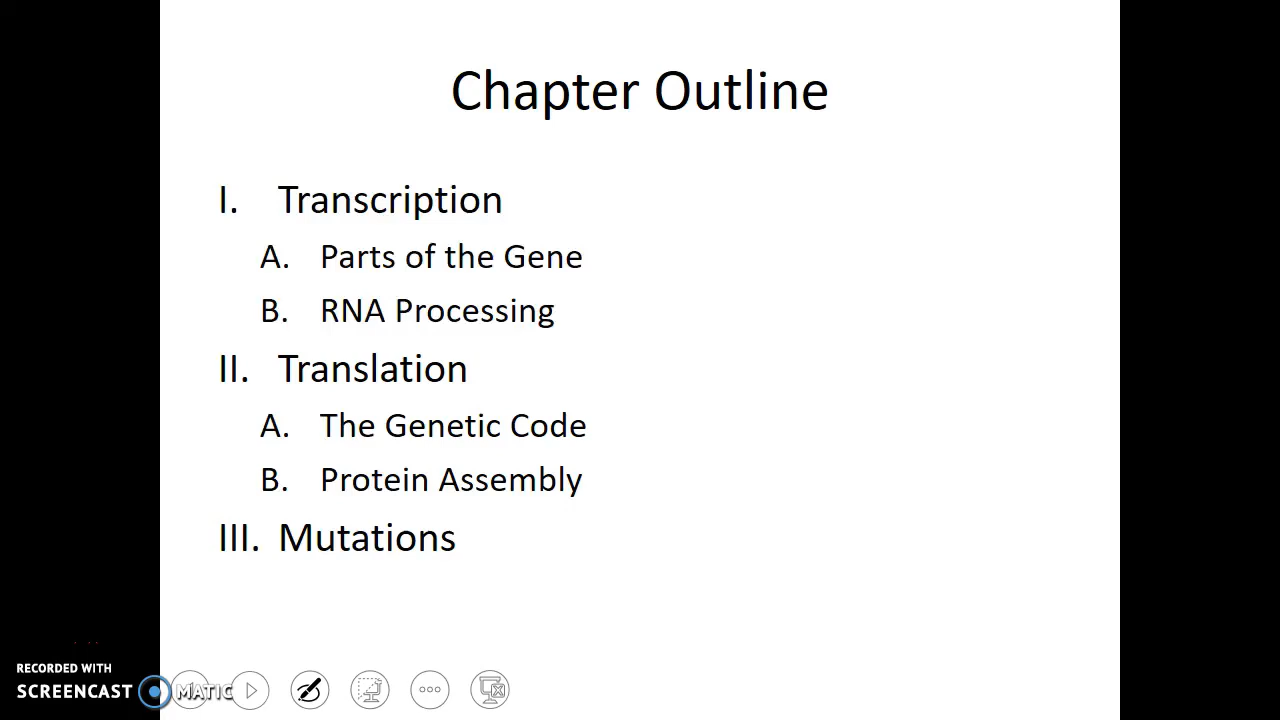 Chapter Outline
I. Transcription
A. Parts of the Gene
B. RNA Processing
II. Translation
A. The Genetic Code
B. Protein Assembly
III. Mutations
RECORDED WITH
SCREENCAST MATIC